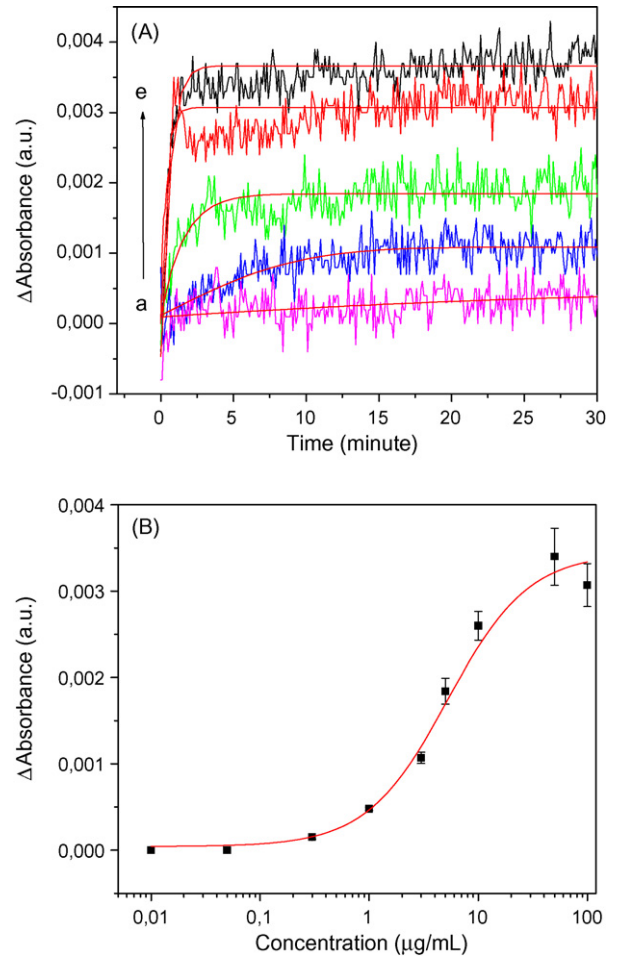 (A)
0,004
0,003
0,002
0,001
0,000
-0,001
ΔAbsorbance (a.u.)
e
a
0 5 10 15 20 25 30
Time (minute)
(B)
0,004
0,003
0,002
0,001
0,000
ΔAbsorbance (a.u.)
0,01 0,1 1 10 100
Concentration (μg/mL)